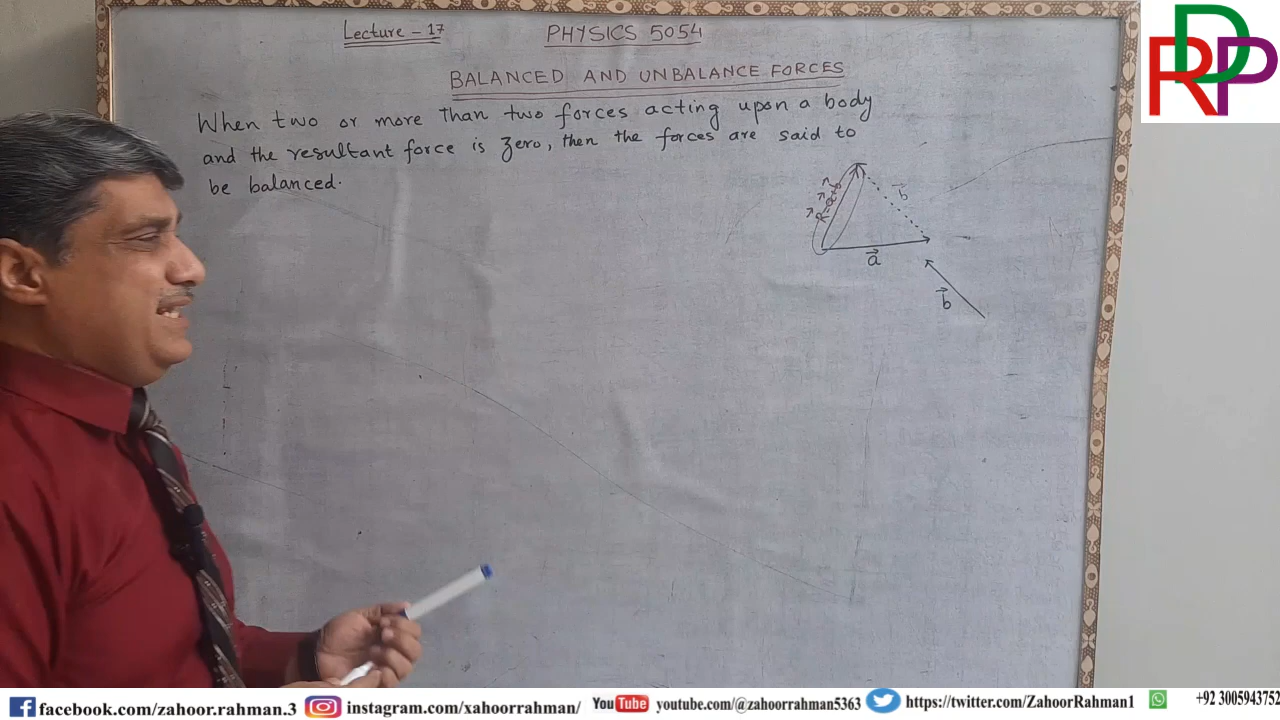 Lecture - 17
PHYSICS 5054
BALANCED AND UNBALANCE FORCES
When two or more than two forces acting upon a body
and the resultant force is zero, then the forces are said to
be balanced.
b
a
b
RDP
facebook.com/zahoor.rahman.3
instagram.com/xahoorrahman/
YouTube youtube.com/@zahoorrahman5363
https://twitter.com/ZahoorRahman1
+92 3005943752